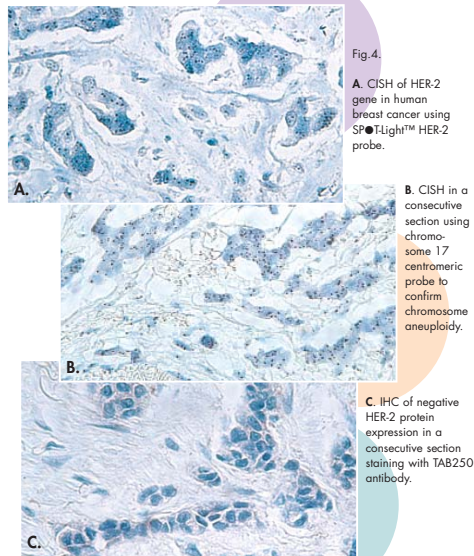 Fig.4.
A. CISH of HER-2
gene in human
breast cancer using
SP●T-Light™ HER-2
probe.
A.
B. CISH in a
consecutive
section using
chromo-
some 17
centromeric
probe to
confirm
chromosome
aneuploidy.
B.
C. IHC of negative
HER-2 protein
expression in a
consecutive section
staining with TAB250
antibody.
C.